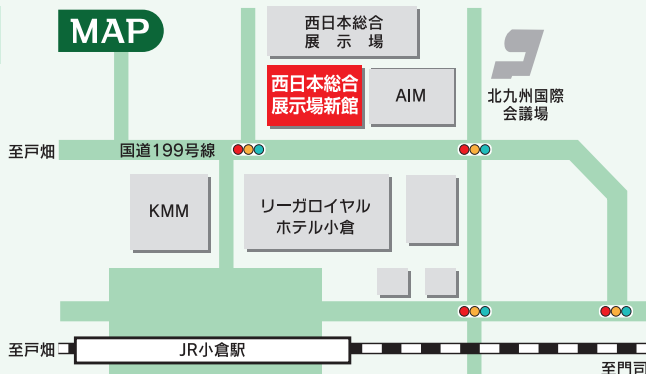 MAP
西日本総合
展示場
西日本総合
展示場新館
AIM
北九州国際
会議場
至戸畑
国道199号線
KMM
リーガロイヤル
ホテル小倉
至戸畑
JR小倉駅
至門司